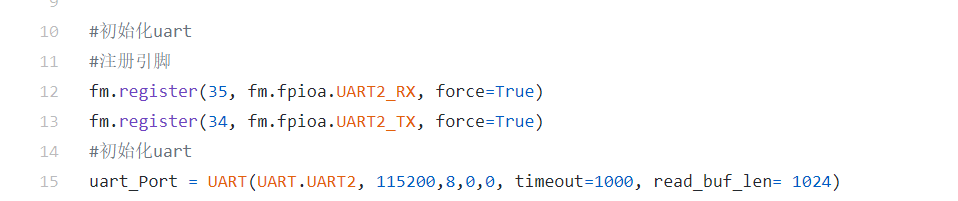 9
10 #初始化uart
11 #注册引脚
12 fm.register(35, fm.fpioa.UART2_RX, force=True)
13 fm.register(34, fm.fpioa.UART2_TX, force=True)
14 #初始化uart
15 uart_Port = UART(UART.UART2, 115200,8,0,0, timeout=1000, read_buf_len= 1024)